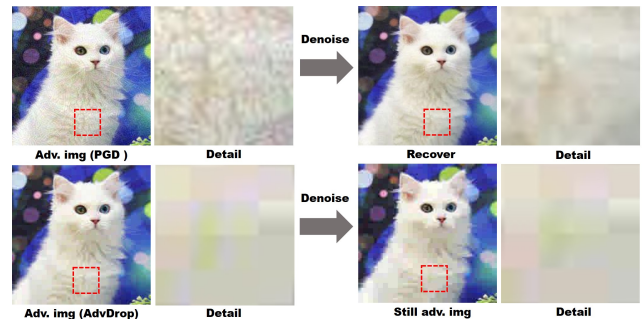 Denoise
Adv. img (PGD )
Detail
Recover
Detail
Denoise
Adv. img (AdvDrop)
Detail
Still adv. img
Detail